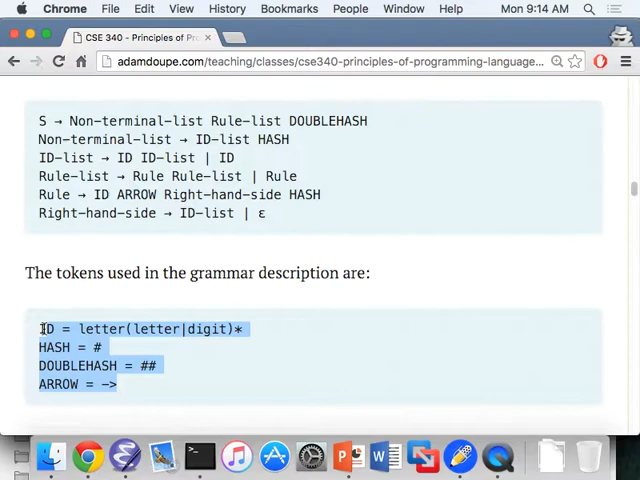 Chrome File Edit View History Bookmarks People Window Help Mon 9:14 AM
CSE 340 - Principles of Pr
adamdoupe.com/teaching/classes/cse340-principles-of-programming-language...
S → Non-terminal-list Rule-list DOUBLEHASH
Non-terminal-list → ID-list HASH
ID-list → ID ID-list | ID
Rule-list → Rule Rule-list | Rule
Rule → ID ARROW Right-hand-side HASH
Right-hand-side → ID-list | ε
The tokens used in the grammar description are:
ID = letter(letter|digit)*
HASH = #
DOUBLEHASH = ##
ARROW = ->